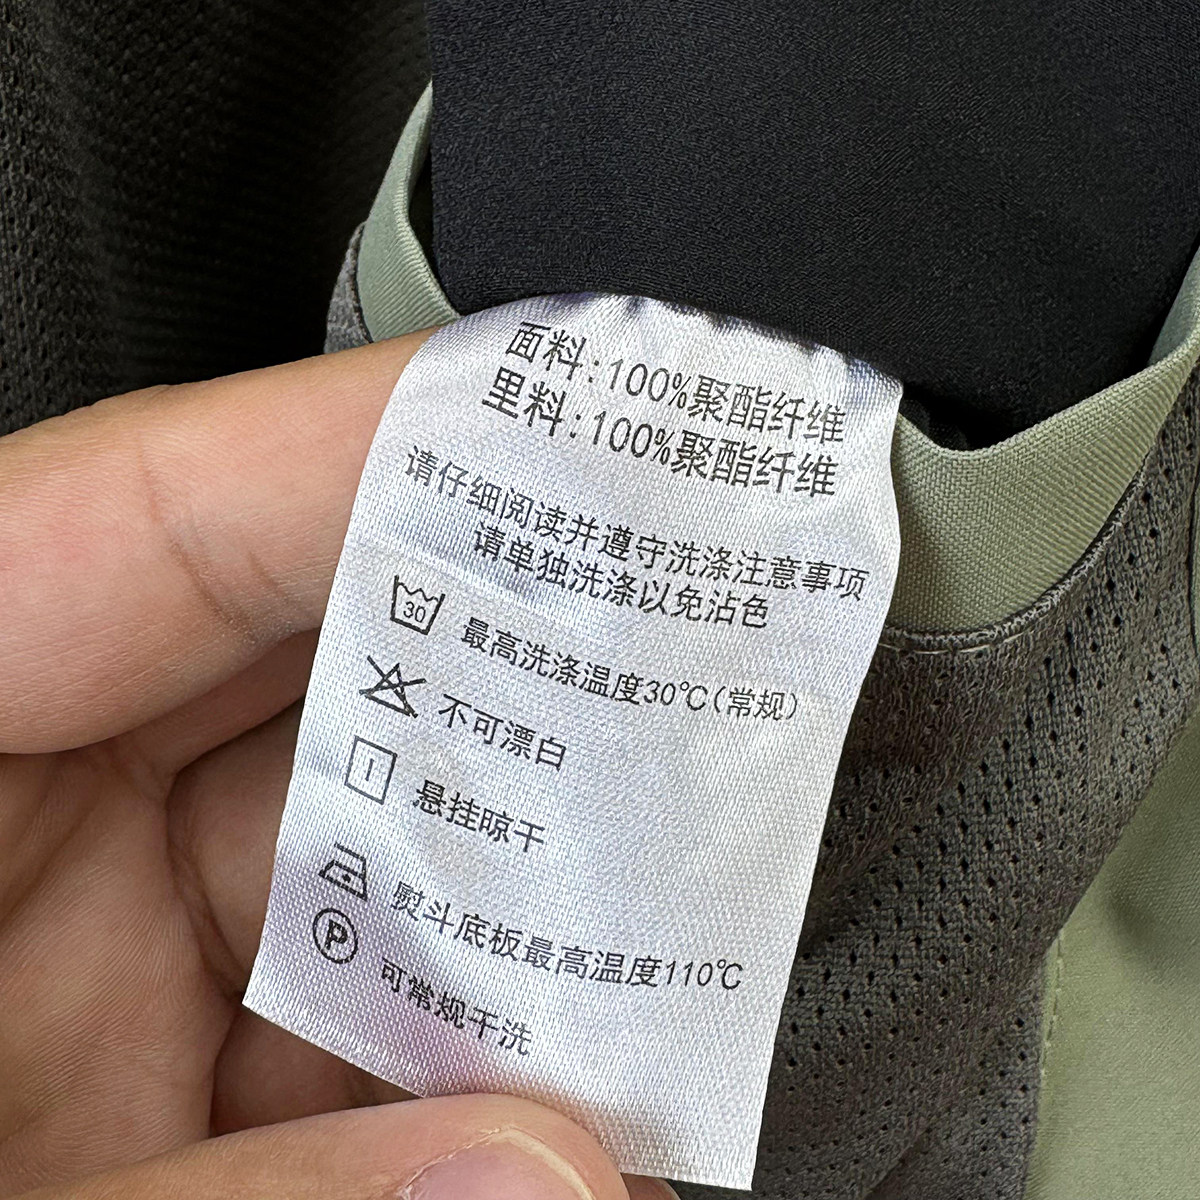 面料:100%聚酯纤维
里料:100%聚酯纤维
请仔细阅读并遵守洗涤注意事项
请单独洗涤以免沾色
30 最高洗涤温度30℃(常规)
不可漂白
悬挂晾干
熨斗底板最高温度110℃
P 可常规干洗